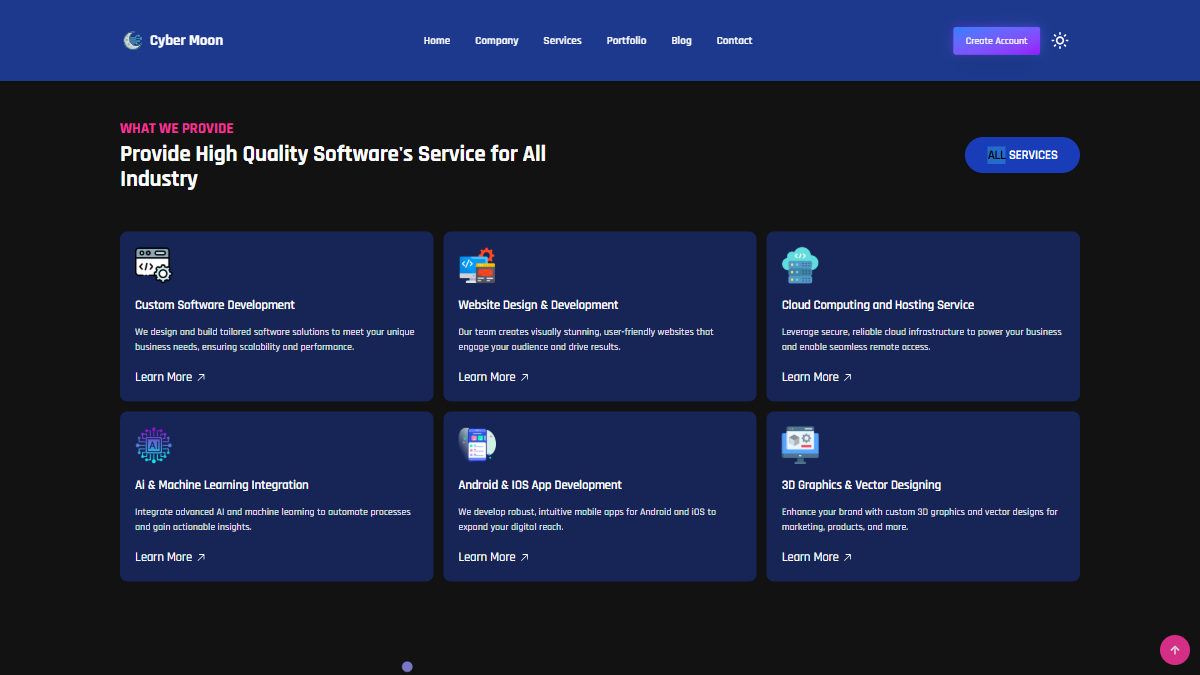 Cyber Moon
Home
Company
Services
Portfolio
Blog
Contact
Create Account
WHAT WE PROVIDE
Provide High Quality Software's Service for All
Industry
ALL SERVICES
Custom Software Development
We design and build tailored software solutions to meet your unique
business needs, ensuring scalability and performance.
Learn More
Website Design & Development
Our team creates visually stunning, user-friendly websites that
engage your audience and drive results.
Learn More
Cloud Computing and Hosting Service
Leverage secure, reliable cloud infrastructure to power your business
and enable seamless remote access.
Learn More
AI
Ai & Machine Learning Integration
Integrate advanced AI and machine learning to automate processes
and gain actionable insights.
Learn More
Android & IOS App Development
We develop robust, intuitive mobile apps for Android and iOS to
expand your digital reach.
Learn More
3D Graphics & Vector Designing
Enhance your brand with custom 3D graphics and vector designs for
marketing, products, and more.
Learn More